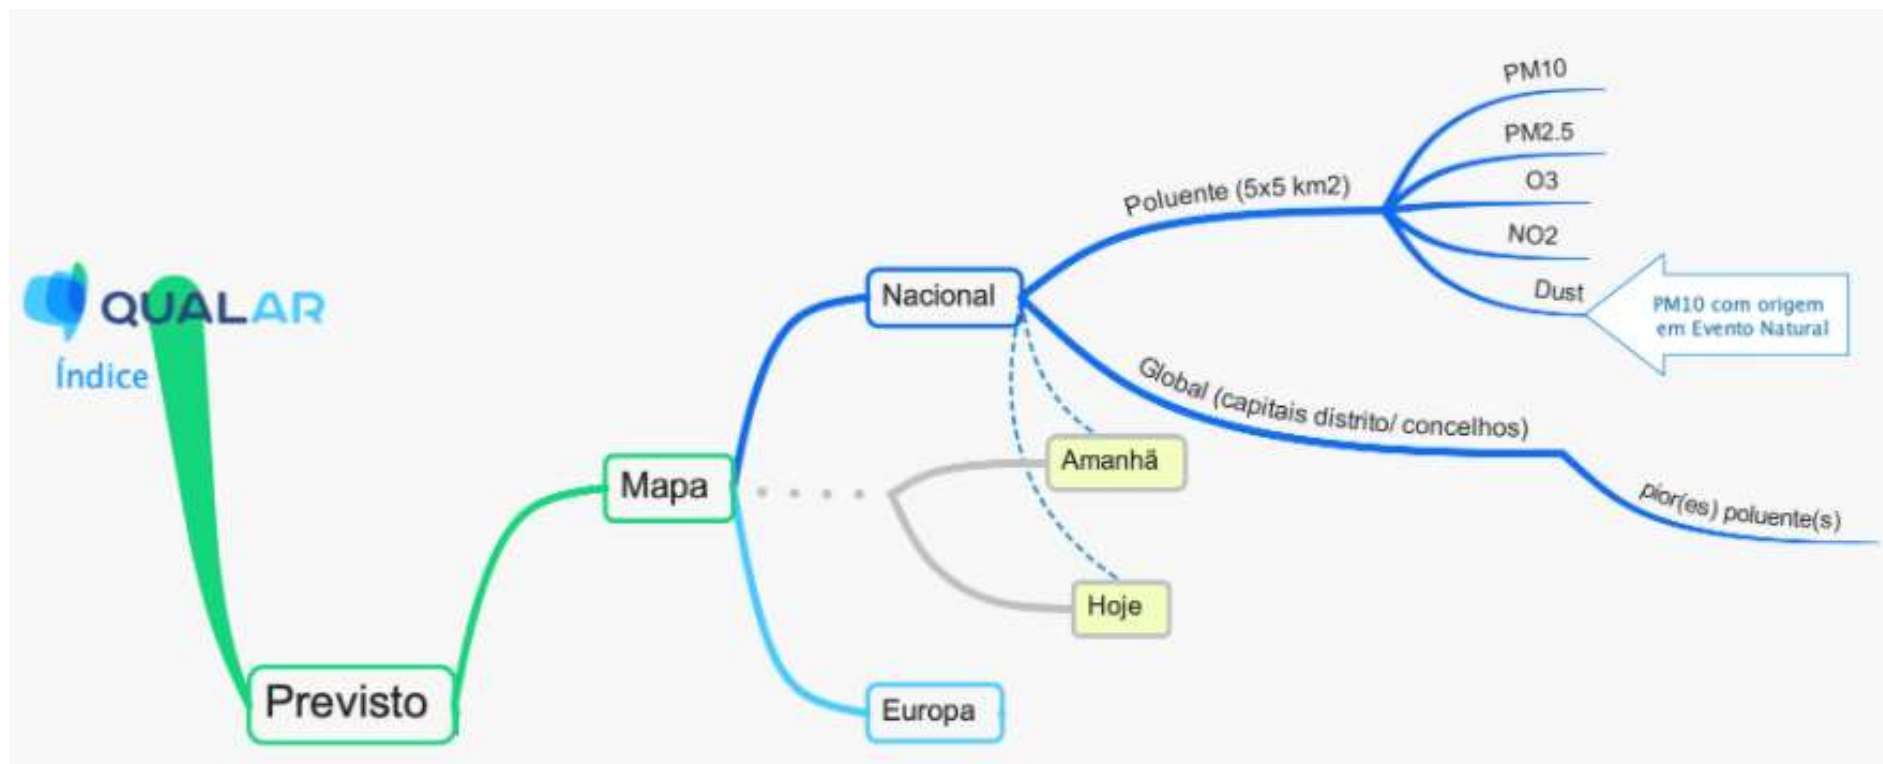 QUALAR
Índice
Previsto
Mapa
Nacional
Poluente (5x5 km2)
PM10
PM2.5
O3
NO2
Dust
PM10 com origem
em Evento Natural
Global (capitais distrito/ concelhos)
pior(es) poluente(s)
Amanhã
Hoje
Europa